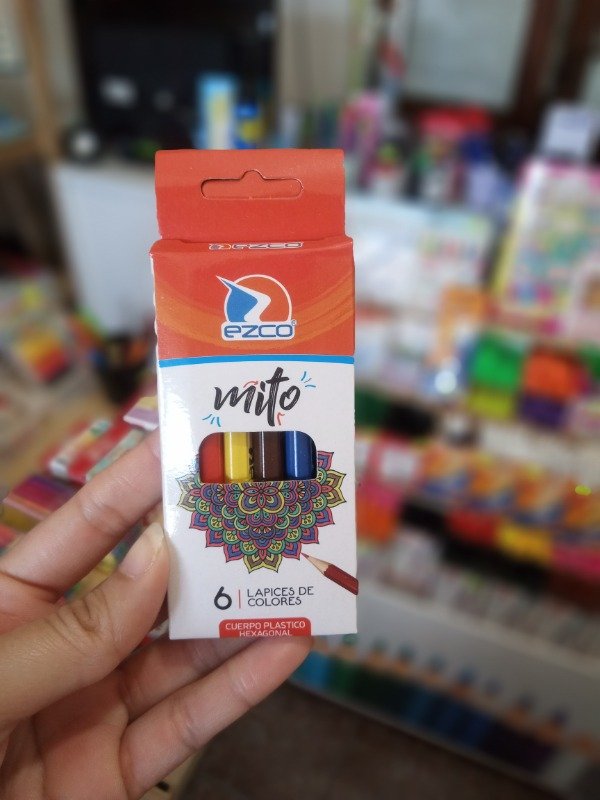 ezco
ezco
mito
6 LAPICES DE
COLORES
CUERPO PLASTICO
HEXAGONAL